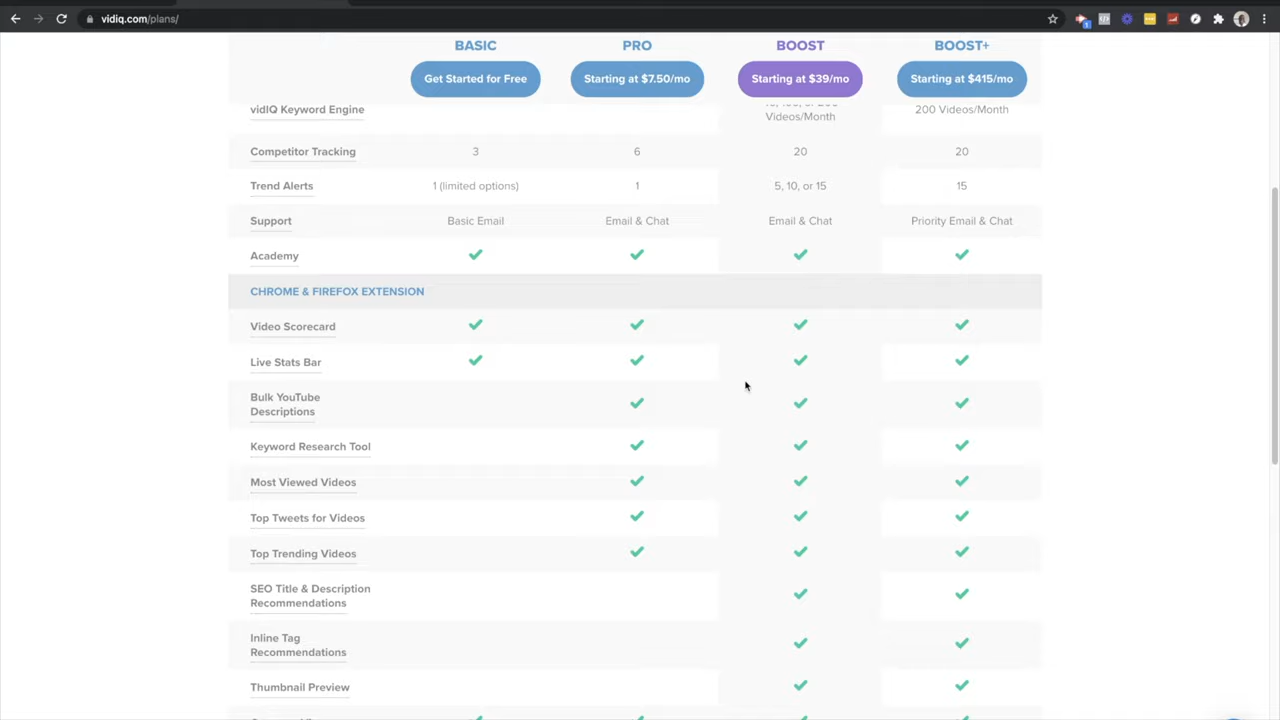 vidiq.com/plans/
BASIC PRO BOOST BOOST+
Get Started for Free Starting at $7.50/mo Starting at $39/mo Starting at $415/mo
vidIQ Keyword Engine
Videos/Month 200 Videos/Month
Competitor Tracking 3 6 20 20
Trend Alerts 1 (limited options) 1 5, 10, or 15 15
Support Basic Email Email & Chat Email & Chat Priority Email & Chat
Academy
CHROME & FIREFOX EXTENSION
Video Scorecard
Live Stats Bar
Bulk YouTube
Descriptions
Keyword Research Tool
Most Viewed Videos
Top Tweets for Videos
Top Trending Videos
SEO Title & Description
Recommendations
Inline Tag
Recommendations
Thumbnail Preview